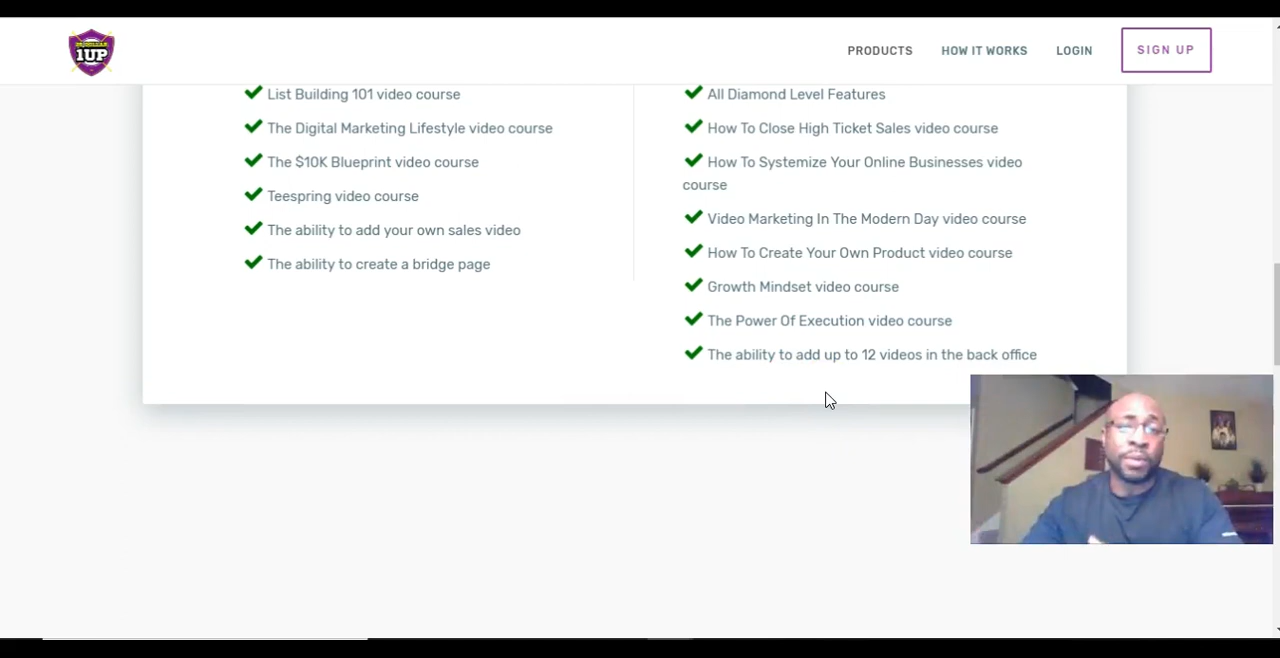 1UP
PRODUCTS
HOW IT WORKS
LOGIN
SIGN UP
List Building 101 video course
The Digital Marketing Lifestyle video course
The $10K Blueprint video course
Teespring video course
The ability to add your own sales video
The ability to create a bridge page
All Diamond Level Features
How To Close High Ticket Sales video course
How To Systemize Your Online Businesses video
course
Video Marketing In The Modern Day video course
How To Create Your Own Product video course
Growth Mindset video course
The Power Of Execution video course
The ability to add up to 12 videos in the back office